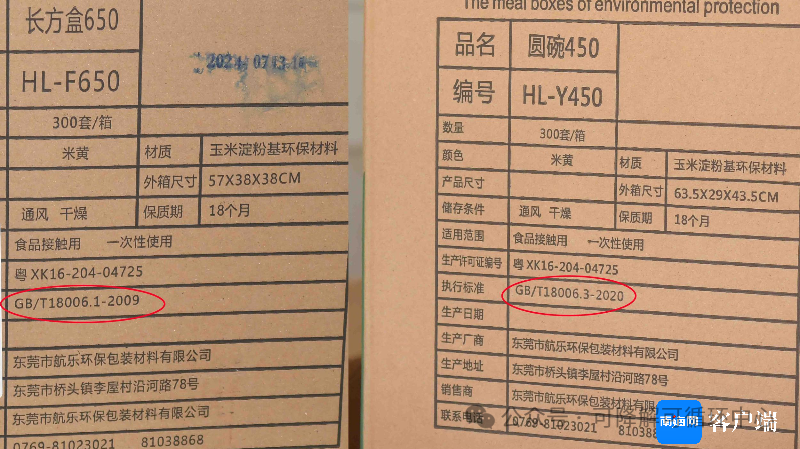 长方盒650
HL-F650
2024 07 13
300套/箱
米黄 材质 玉米淀粉基环保材料
外箱尺寸 57X38X38CM
通风 干燥 保质期 18个月
食品接触用 一次性使用
粤 XK16-204-04725
GB/T18006.1-2009
东莞市航乐环保包装材料有限公司
东莞市桥头镇李屋村沿河路78号
东莞市航乐环保包装材料有限公司
0769-81023021 81038868
The meal boxes of environmental protection
品名 圆碗450
编号 HL-Y450
数量 300套/箱
颜色 米黄 材质 玉米淀粉基环保材料
产品尺寸 外箱尺寸 63.5X29X43.5CM
储存条件 通风 干燥 保质期 18个月
适用范围 食品接触用 一次性使用
生产许可证编号 粤 XK16-204-04725
执行标准 GB/T18006.3-2020
生产日期
生产厂商 东莞市航乐环保包装材料有限公司
生产地址 东莞市桥头镇李屋村沿河路78号
销售商 东莞市航乐环保包装材料有限
联系电话 0769-81023021 81038
公众号·可降解可循环
南海网 客户端